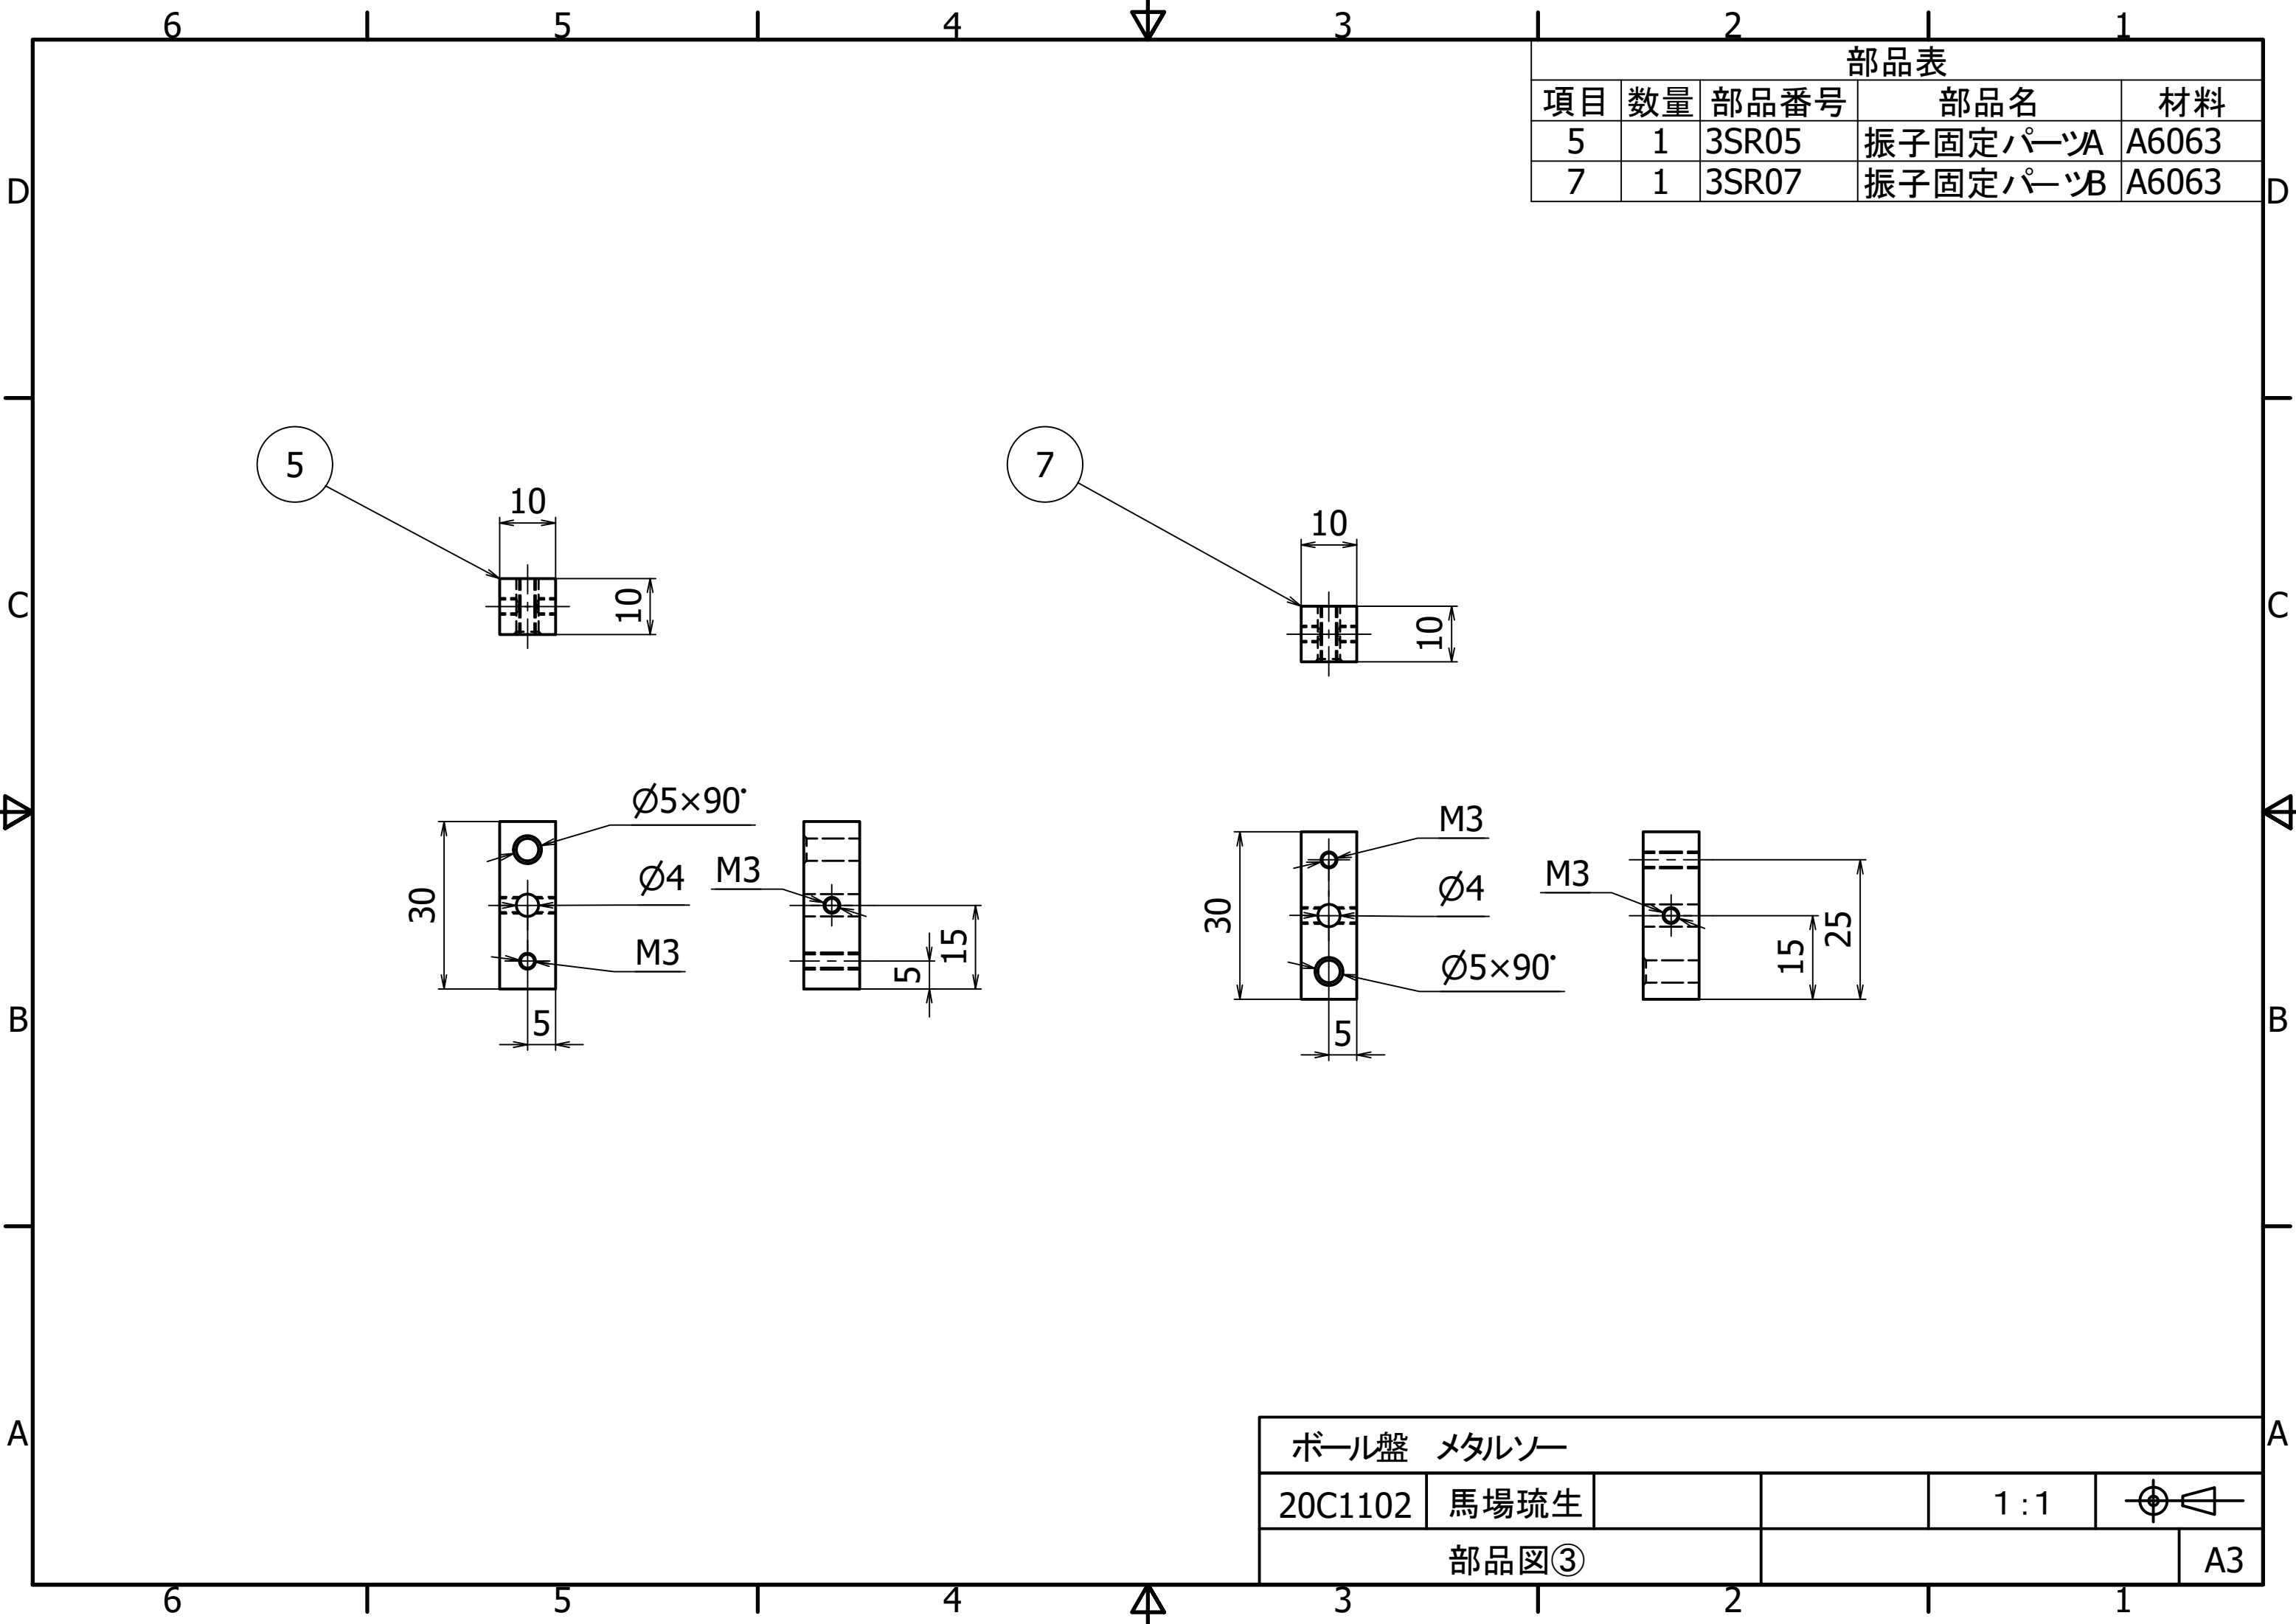 6 5 4 3 2 1
部品表
項目 数量 部品番号 部品名 材料
5 1 3SR05 振子固定パーツA A6063
7 1 3SR07 振子固定パーツB A6063
D D
5
7
10
10
10
10
C C
Ø5×90°
Ø4
M3
M3
30
5
15
5
M3
Ø4
Ø5×90°
M3
30
25
15
5
B B
A A
ボール盤 メタルソー
20C1102 馬場琉生 1:1
部品図③ A3
6 5 4 3 2 1